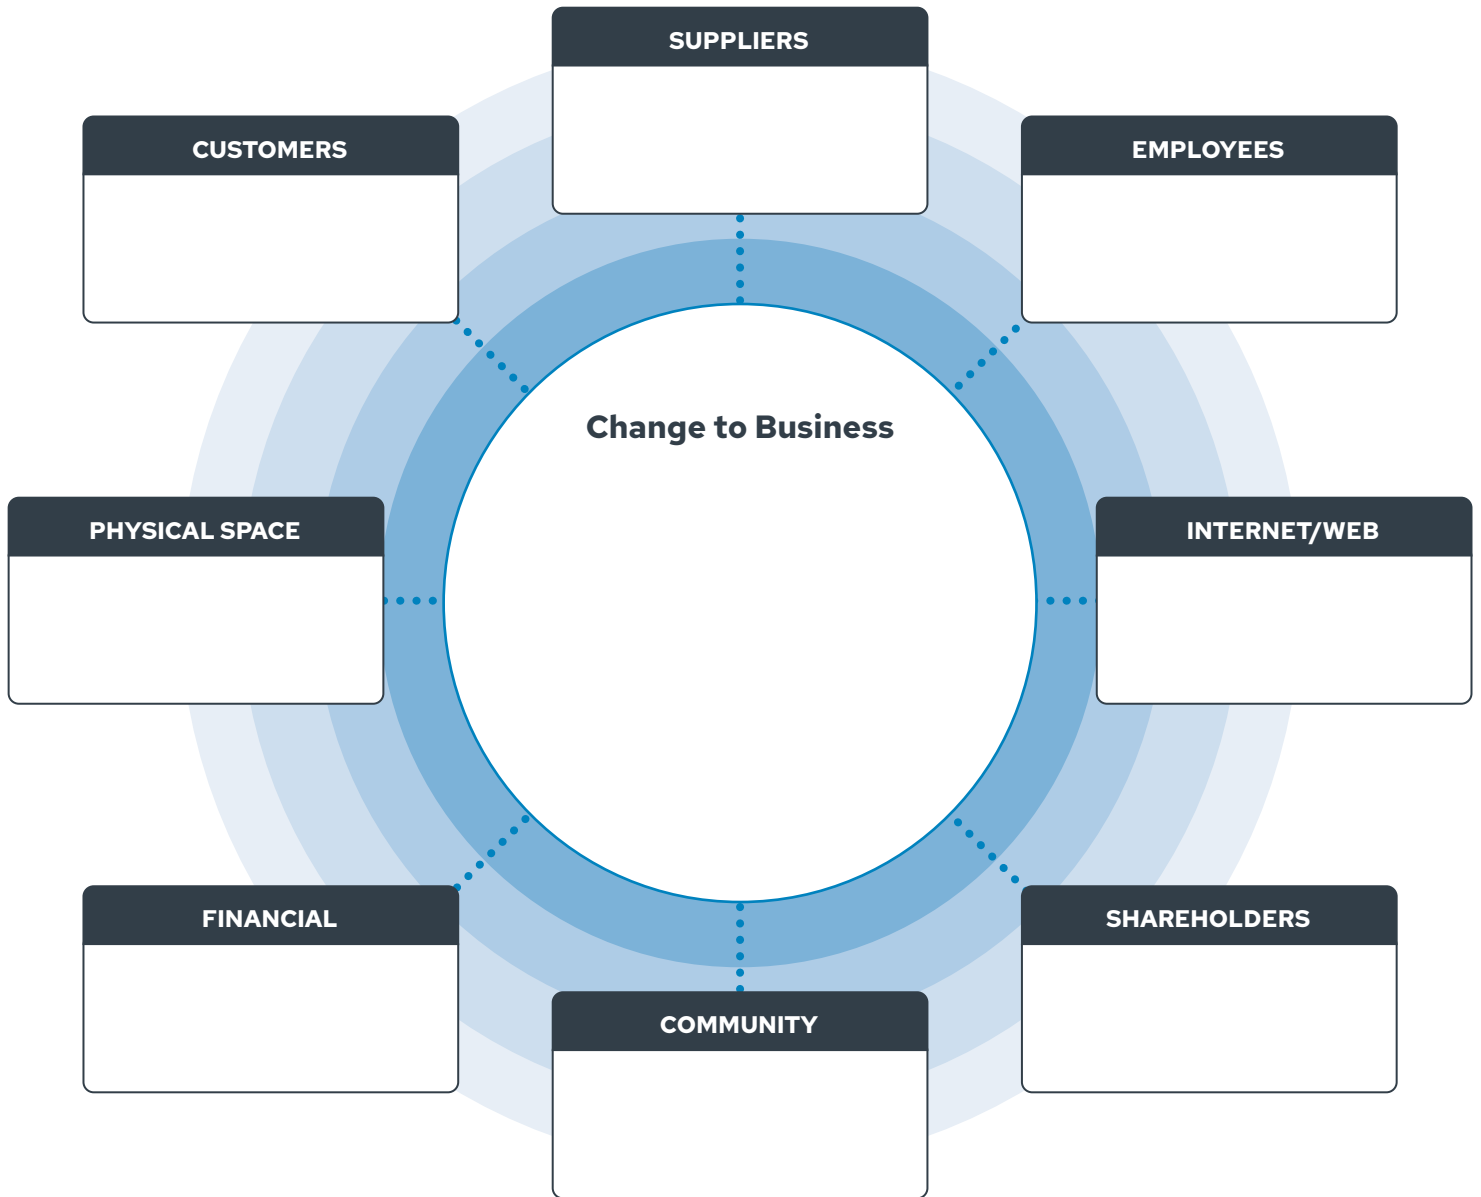 SUPPLIERS
CUSTOMERS
EMPLOYEES
Change to Business
PHYSICAL SPACE
INTERNET/WEB
FINANCIAL
SHAREHOLDERS
COMMUNITY